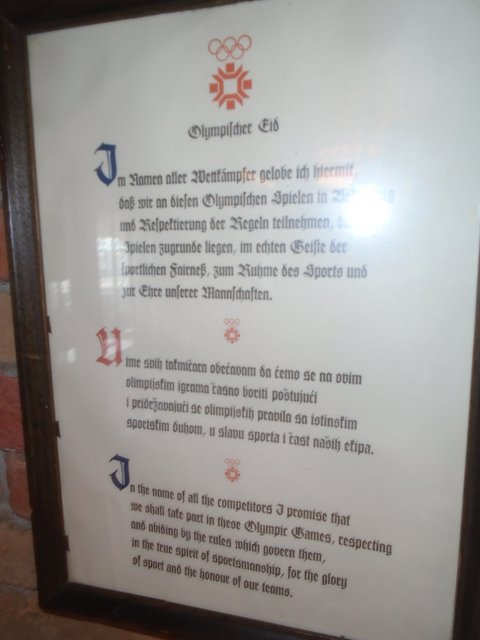 Olympischer Eid
Im Namen aller Wettkämpfer gelobe ich hiermit,
daß wir an diesen Olympischen Spielen in
und Respektierung der Regeln teilnehmen,
Spielen zugrunde liegen, im echten Geiste der
sportlichen Fairneß, zum Ruhme des Sports und
zur Ehre unserer Mannschaften.
U ime svih takmičara obećavam da ćemo se na ovim
olimpijskim igrama časno boriti poštujući
i pridržavajući se olimpijskih pravila sa istinskim
sportskim duhom, u slavu sporta i čast naših ekipa.
In the name of all the competitors I promise that
we shall take part in these Olympic Games, respecting
and abiding by the rules which govern them,
in the true spirit of sportsmanship, for the glory
of sport and the honour of our teams.